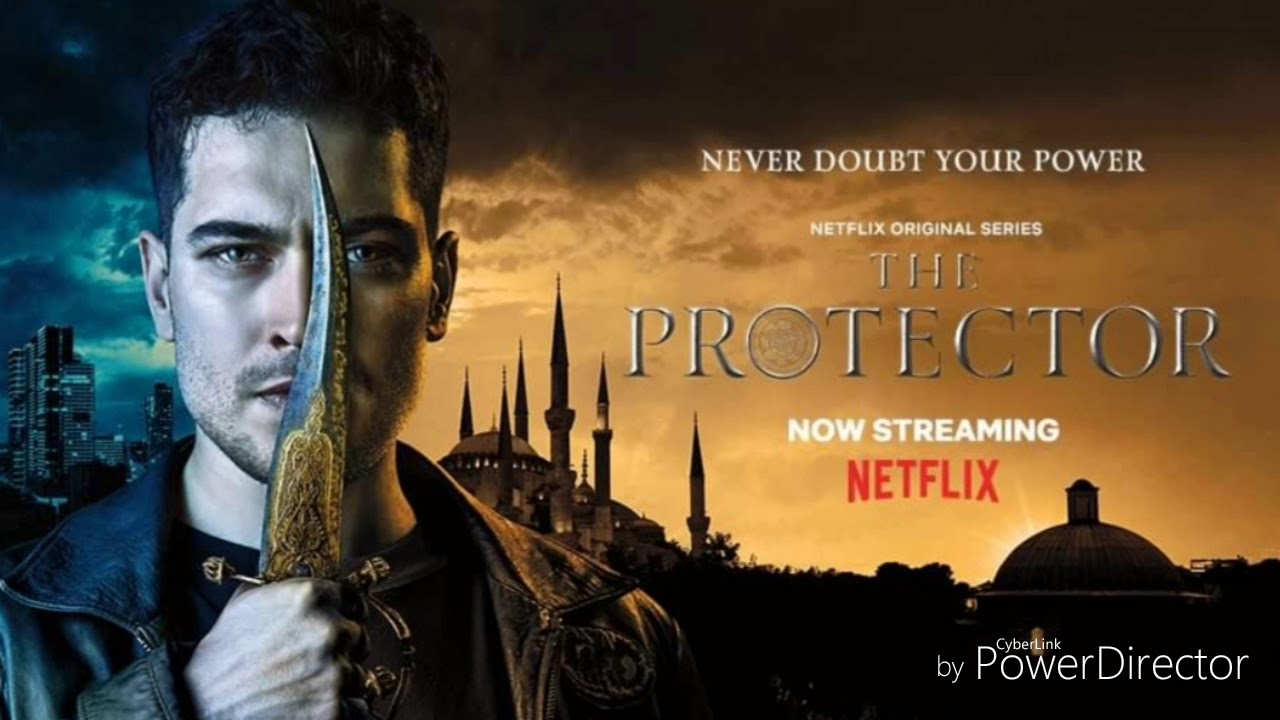 NEVER DOUBT YOUR POWER
NETFLIX ORIGINAL SERIES
THE
PROTECTOR
NOW STREAMING
NETFLIX
CyberLink
by PowerDirector